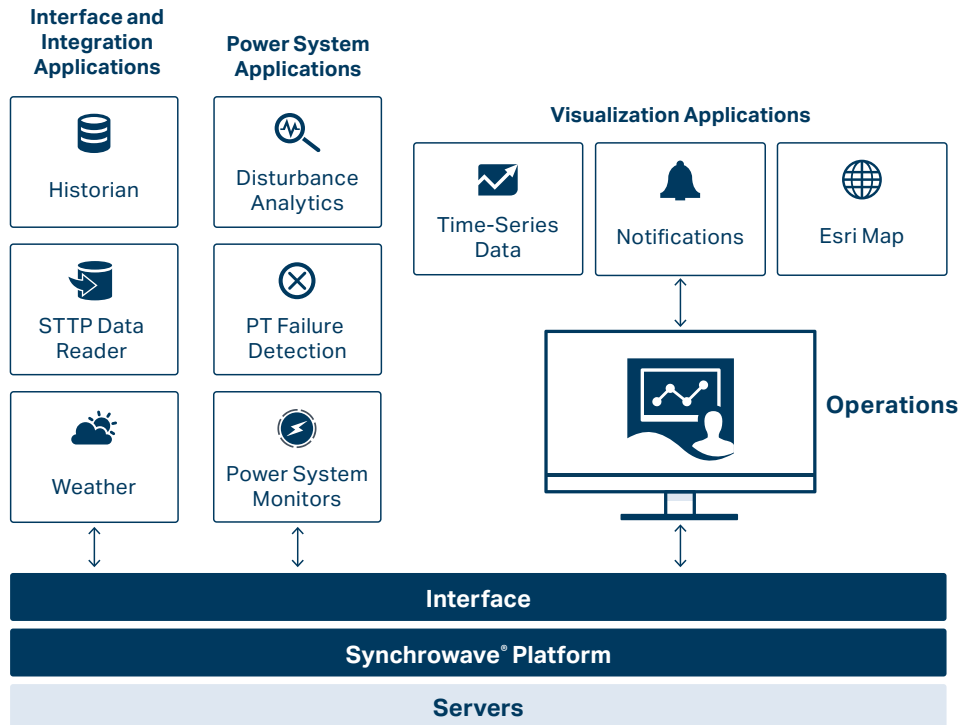 Interface and
Integration
Applications
Historian
STTP Data
Reader
Weather
Power System
Applications
Disturbance
Analytics
PT Failure
Detection
Power System
Monitors
Visualization Applications
Time-Series
Data
Notifications
Esri Map
Operations
Interface
Synchrowave® Platform
Servers